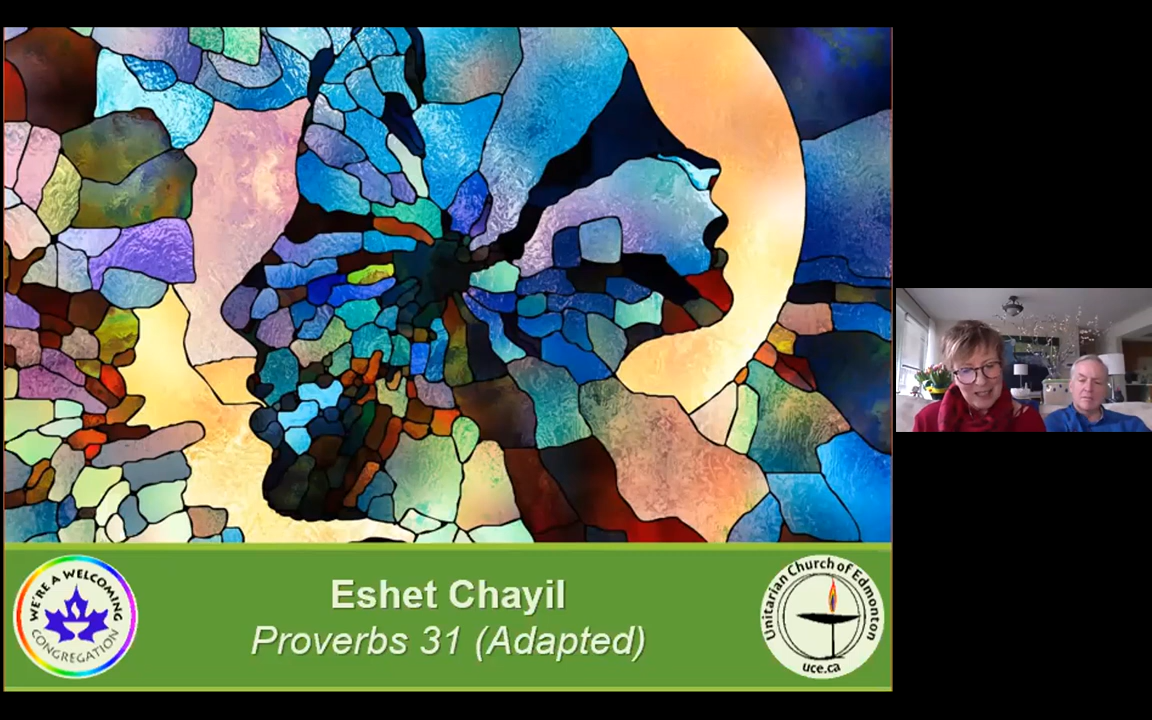 Eshet Chayil
Proverbs 31 (Adapted)
WE'RE A WELCOMING
CONGREGATION
Unitarian Church of Edmonton
uce.ca